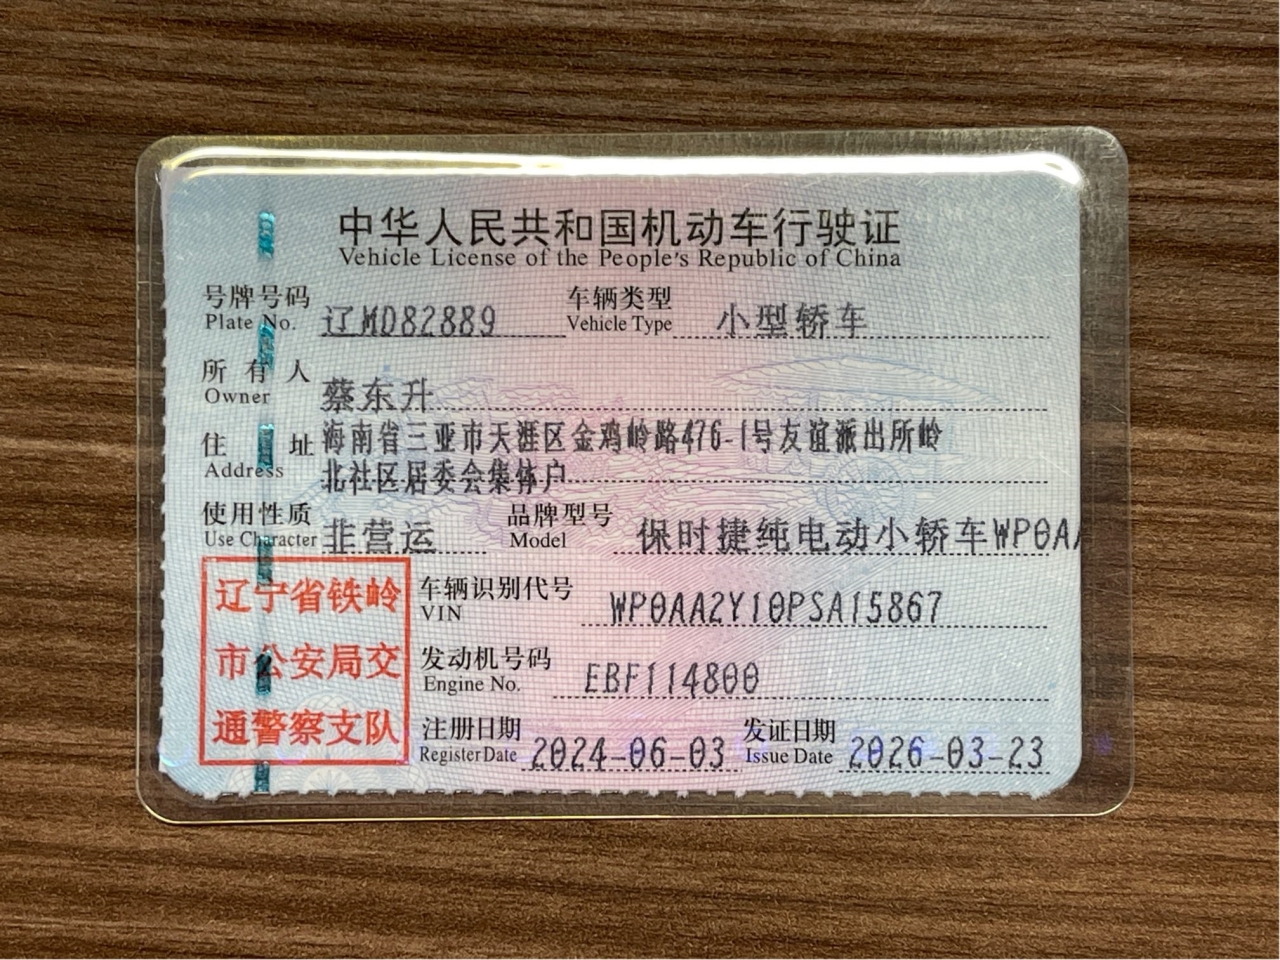 中华人民共和国机动车行驶证
Vehicle License of the People's Republic of China
号牌号码 辽MD82889 车辆类型 小型轿车
Plate No. Vehicle Type
所有人 蔡东升
Owner
住址 海南省三亚市天涯区金鸡岭路476-1号友谊派出所岭
Address 北社区居委会集体户
使用性质 非营运 品牌型号 保时捷纯电动小轿车WP0AA
Use Character Model
辽宁省铁岭
市公安局交
通警察支队
车辆识别代号 WP0AA2Y10PSA15867
VIN
发动机号码 EBF114800
Engine No.
注册日期 2024-06-03 发证日期 2026-03-23
Register Date Issue Date